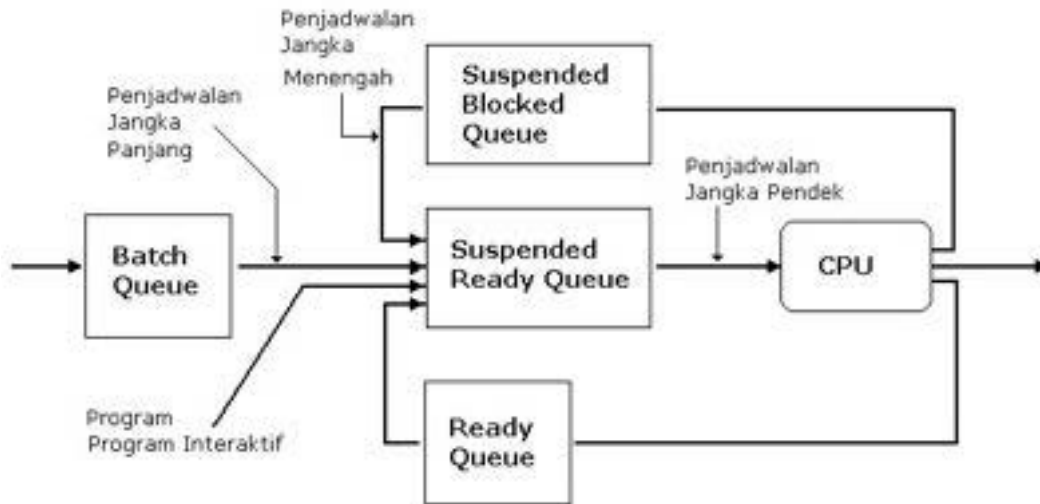 Penjadwalan
Jangka
Menengah
Penjadwalan
Jangka
Panjang
Suspended
Blocked
Queue
Penjadwalan
Jangka Pendek
Batch
Queue
Suspended
Ready Queue
CPU
Program
Program Interaktif
Ready
Queue